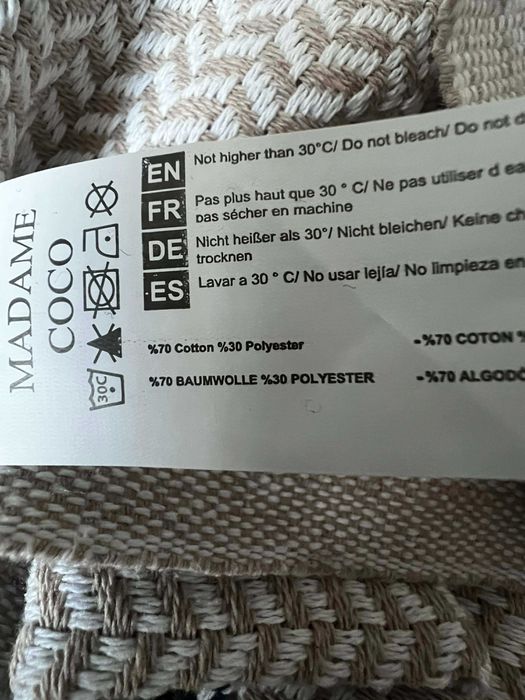 MADAME
COCO
30C
EN
Not higher than 30°C/ Do not bleach/ Do not
FR
Pas plus haut que 30 ° C/ Ne pas utiliser d
pas sécher en machine
DE
Nicht heißer als 30°/ Nicht bleichen/ Keine
trocknen
ES
Lavar a 30 ° C/ No usar lejía/ No limpieza en
%70 Cotton %30 Polyester
-%70 COTON
%70 BAUMWOLLE %30 POLYESTER
-%70